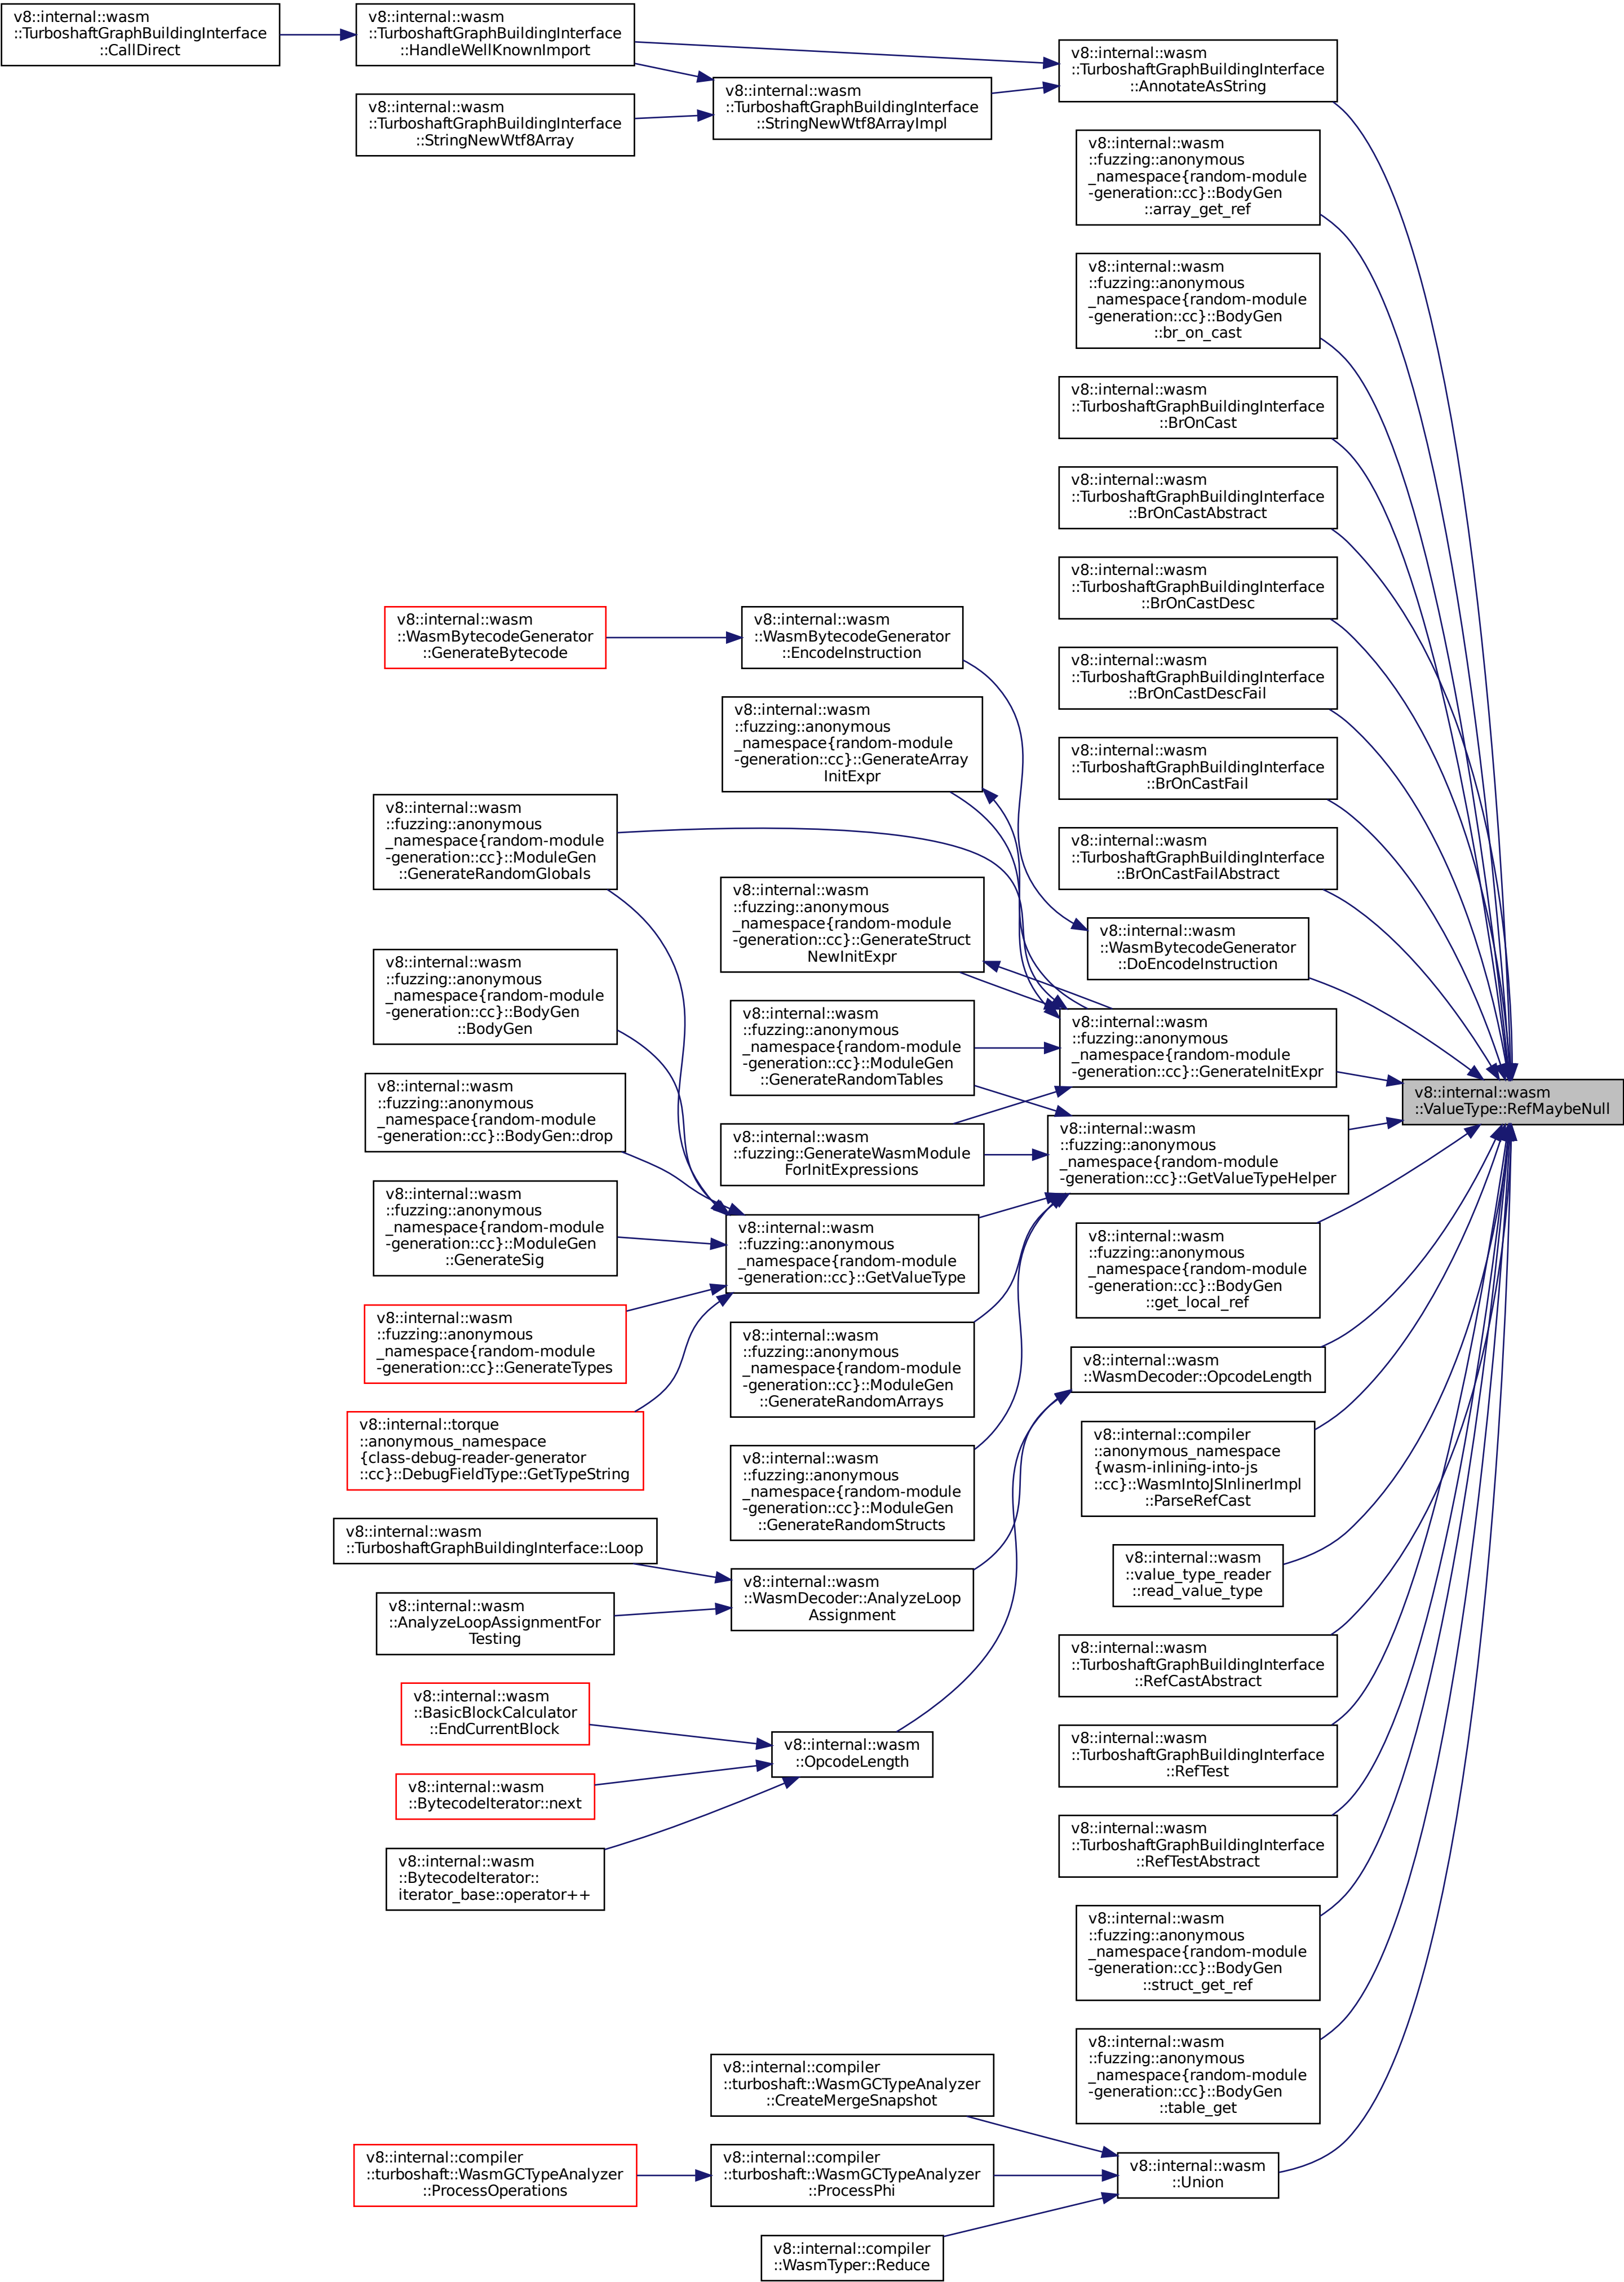 v8::internal::wasm
::TurboshaftGraphBuildingInterface
::CallDirect
v8::internal::wasm
::TurboshaftGraphBuildingInterface
::HandleWellKnownImport
v8::internal::wasm
::TurboshaftGraphBuildingInterface
::StringNewWtf8Array
v8::internal::wasm
::TurboshaftGraphBuildingInterface
::StringNewWtf8ArrayImpl
v8::internal::wasm
::TurboshaftGraphBuildingInterface
::AnnotateAsString
v8::internal::wasm
::fuzzing::anonymous
_namespace{random-module
-generation::cc}::BodyGen
::array_get_ref
v8::internal::wasm
::fuzzing::anonymous
_namespace{random-module
-generation::cc}::BodyGen
::br_on_cast
v8::internal::wasm
::TurboshaftGraphBuildingInterface
::BrOnCast
v8::internal::wasm
::TurboshaftGraphBuildingInterface
::BrOnCastAbstract
v8::internal::wasm
::TurboshaftGraphBuildingInterface
::BrOnCastDesc
v8::internal::wasm
::TurboshaftGraphBuildingInterface
::BrOnCastDescFail
v8::internal::wasm
::TurboshaftGraphBuildingInterface
::BrOnCastFail
v8::internal::wasm
::TurboshaftGraphBuildingInterface
::BrOnCastFailAbstract
v8::internal::wasm
::WasmBytecodeGenerator
::GenerateBytecode
v8::internal::wasm
::WasmBytecodeGenerator
::EncodeInstruction
v8::internal::wasm
::WasmBytecodeGenerator
::DoEncodeInstruction
v8::internal::wasm
::fuzzing::anonymous
_namespace{random-module
-generation::cc}::GenerateArray
InitExpr
v8::internal::wasm
::fuzzing::anonymous
_namespace{random-module
-generation::cc}::ModuleGen
::GenerateRandomGlobals
v8::internal::wasm
::fuzzing::anonymous
_namespace{random-module
-generation::cc}::GenerateStruct
NewInitExpr
v8::internal::wasm
::fuzzing::anonymous
_namespace{random-module
-generation::cc}::BodyGen
::BodyGen
v8::internal::wasm
::fuzzing::anonymous
_namespace{random-module
-generation::cc}::ModuleGen
::GenerateRandomTables
v8::internal::wasm
::fuzzing::anonymous
_namespace{random-module
-generation::cc}::GenerateInitExpr
v8::internal::wasm
::ValueType::RefMaybeNull
v8::internal::wasm
::fuzzing::anonymous
_namespace{random-module
-generation::cc}::BodyGen::drop
v8::internal::wasm
::fuzzing::GenerateWasmModule
ForInitExpressions
v8::internal::wasm
::fuzzing::anonymous
_namespace{random-module
-generation::cc}::GetValueTypeHelper
v8::internal::wasm
::fuzzing::anonymous
_namespace{random-module
-generation::cc}::ModuleGen
::GenerateSig
v8::internal::wasm
::fuzzing::anonymous
_namespace{random-module
-generation::cc}::GetValueType
v8::internal::wasm
::fuzzing::anonymous
_namespace{random-module
-generation::cc}::BodyGen
::get_local_ref
v8::internal::wasm
::fuzzing::anonymous
_namespace{random-module
-generation::cc}::GenerateTypes
v8::internal::wasm
::fuzzing::anonymous
_namespace{random-module
-generation::cc}::ModuleGen
::GenerateRandomArrays
v8::internal::wasm
::WasmDecoder::OpcodeLength
v8::internal::torque
::anonymous_namespace
{class-debug-reader-generator
::cc}::DebugFieldType::GetTypeString
v8::internal::wasm
::fuzzing::anonymous
_namespace{random-module
-generation::cc}::ModuleGen
::GenerateRandomStructs
v8::internal::compiler
::anonymous_namespace
{wasm-inlining-into-js
::cc}::WasmIntoJSInlinerImpl
::ParseRefCast
v8::internal::wasm
::TurboshaftGraphBuildingInterface::Loop
v8::internal::wasm
::WasmDecoder::AnalyzeLoop
Assignment
v8::internal::wasm
::value_type_reader
::read_value_type
v8::internal::wasm
::AnalyzeLoopAssignmentFor
Testing
v8::internal::wasm
::TurboshaftGraphBuildingInterface
::RefCastAbstract
v8::internal::wasm
::BasicBlockCalculator
::EndCurrentBlock
v8::internal::wasm
::OpcodeLength
v8::internal::wasm
::TurboshaftGraphBuildingInterface
::RefTest
v8::internal::wasm
::BytecodeIterator::next
v8::internal::wasm
::TurboshaftGraphBuildingInterface
::RefTestAbstract
v8::internal::wasm
::BytecodeIterator::
iterator_base::operator++
v8::internal::wasm
::fuzzing::anonymous
_namespace{random-module
-generation::cc}::BodyGen
::struct_get_ref
v8::internal::wasm
::fuzzing::anonymous
_namespace{random-module
-generation::cc}::BodyGen
::table_get
v8::internal::compiler
::turboshaft::WasmGCTypeAnalyzer
::CreateMergeSnapshot
v8::internal::compiler
::turboshaft::WasmGCTypeAnalyzer
::ProcessOperations
v8::internal::compiler
::turboshaft::WasmGCTypeAnalyzer
::ProcessPhi
v8::internal::wasm
::Union
v8::internal::compiler
::WasmTyper::Reduce